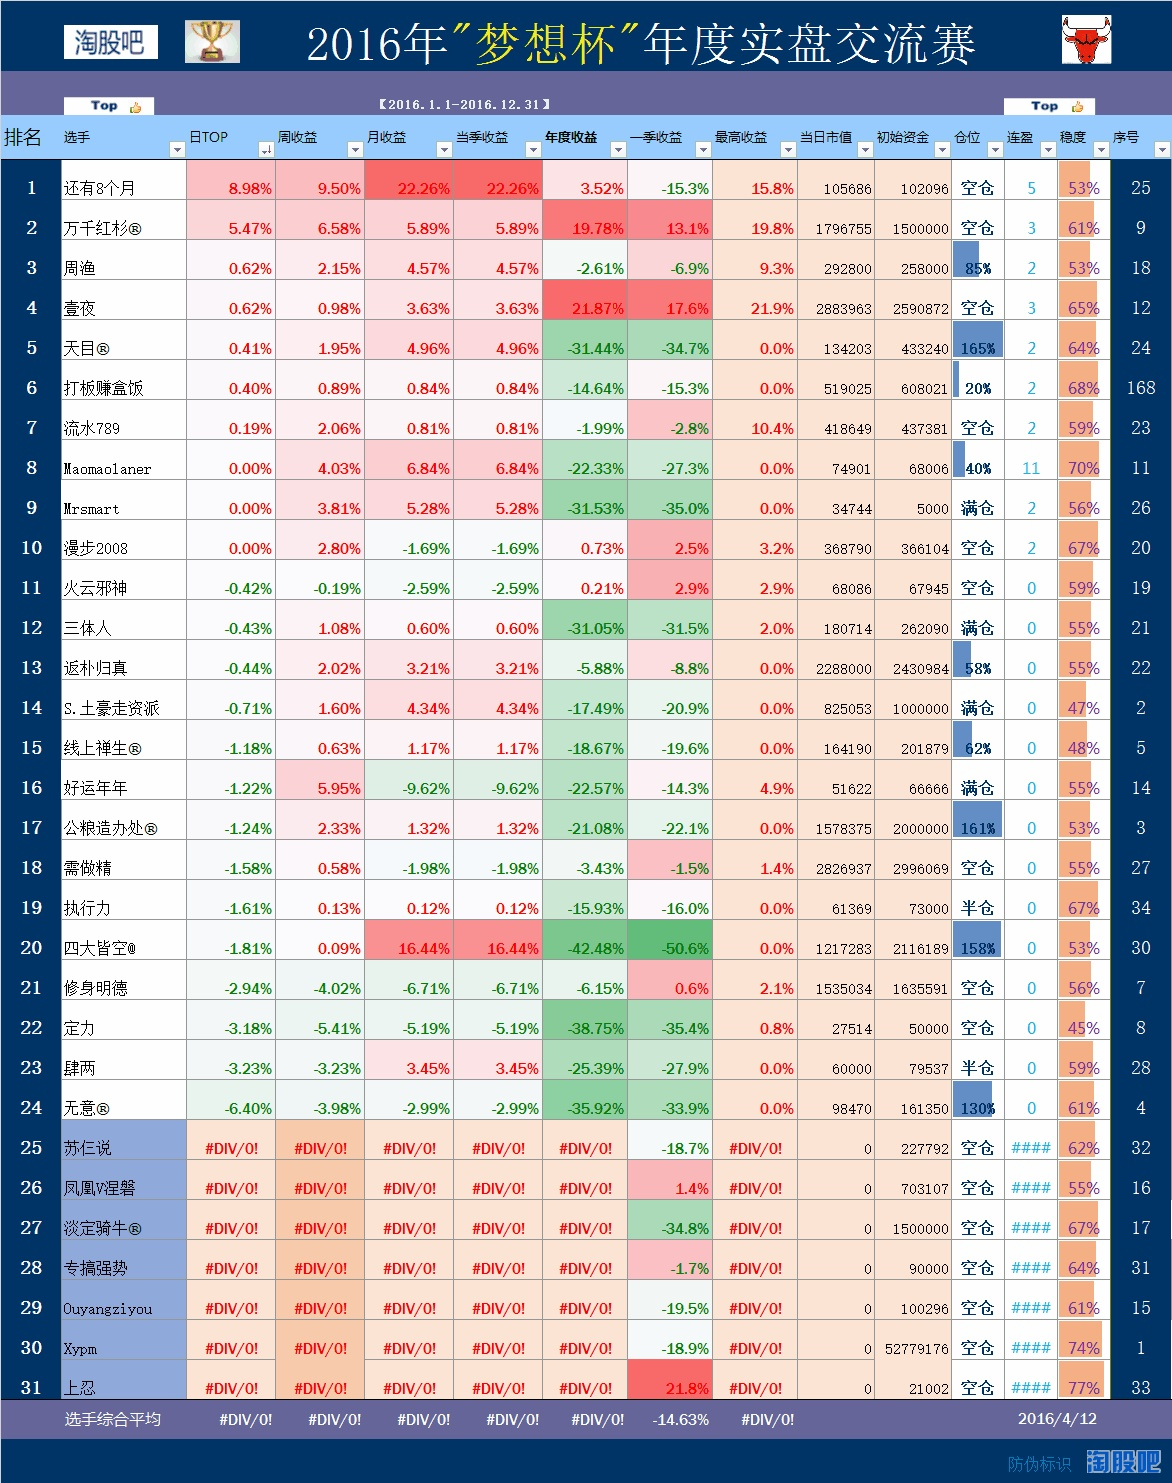 淘股吧 2016年"梦想杯"年度实盘交流赛
Top 【2016.1.1-2016.12.31】 Top
排名 选手 日TOP 周收益 月收益 当季收益 年度收益 一季收益 最高收益 当日市值 初始资金 仓位 连盈 稳度 序号
1 还有8个月 8.98% 9.50% 22.26% 22.26% 3.52% -15.3% 15.8% 105686 102096 空仓 5 53% 25
2 万千红杉® 5.47% 6.58% 5.89% 5.89% 19.78% 13.1% 19.8% 1796755 1500000 空仓 3 61% 9
3 周渔 0.62% 2.15% 4.57% 4.57% -2.61% -6.9% 9.3% 292800 258000 85% 2 53% 18
4 壹夜 0.62% 0.98% 3.63% 3.63% 21.87% 17.6% 21.9% 2883963 2590872 空仓 3 65% 12
5 天目® 0.41% 1.95% 4.96% 4.96% -31.44% -34.7% 0.0% 134203 433240 165% 2 64% 24
6 打板赚盒饭 0.40% 0.89% 0.84% 0.84% -14.64% -15.3% 0.0% 519025 608021 20% 2 68% 168
7 流水789 0.19% 2.06% 0.81% 0.81% -1.99% -2.8% 10.4% 418649 437381 空仓 2 59% 23
8 Maomaolaner 0.00% 4.03% 6.84% 6.84% -22.33% -27.3% 0.0% 74901 68006 40% 11 70% 11
9 Mrsmart 0.00% 3.81% 5.28% 5.28% -31.53% -35.0% 0.0% 34744 5000 满仓 2 56% 26
10 漫步2008 0.00% 2.80% -1.69% -1.69% 0.73% 2.5% 3.2% 368790 366104 空仓 2 67% 20
11 火云邪神 -0.42% -0.19% -2.59% -2.59% 0.21% 2.9% 2.9% 68086 67945 空仓 0 59% 19
12 三体人 -0.43% 1.08% 0.60% 0.60% -31.05% -31.5% 2.0% 180714 262090 满仓 0 55% 21
13 返朴归真 -0.44% 2.02% 3.21% 3.21% -5.88% -8.8% 0.0% 2288000 2430984 58% 0 55% 22
14 S.土豪走资派 -0.71% 1.60% 4.34% 4.34% -17.49% -20.9% 0.0% 825053 1000000 满仓 0 47% 2
15 线上禅生® -1.18% 0.63% 1.17% 1.17% -18.67% -19.6% 0.0% 164190 201879 62% 0 48% 5
16 好运年年 -1.22% 5.95% -9.62% -9.62% -22.57% -14.3% 4.9% 51622 66666 满仓 0 55% 14
17 公粮造办处® -1.24% 2.33% 1.32% 1.32% -21.08% -22.1% 0.0% 1578375 2000000 161% 0 53% 3
18 需做精 -1.58% 0.58% -1.98% -1.98% -3.43% -1.5% 1.4% 2826937 2996069 空仓 0 55% 27
19 执行力 -1.61% 0.13% 0.12% 0.12% -15.93% -16.0% 0.0% 61369 73000 半仓 0 67% 34
20 四大皆空@ -1.81% 0.09% 16.44% 16.44% -42.48% -50.6% 0.0% 1217283 2116189 158% 0 53% 30
21 修身明德 -2.94% -4.02% -6.71% -6.71% -6.15% 0.6% 2.1% 1535034 1635591 空仓 0 56% 7
22 定力 -3.18% -5.41% -5.19% -5.19% -38.75% -35.4% 0.8% 27514 50000 空仓 0 45% 8
23 肆两 -3.23% -3.23% 3.45% 3.45% -25.39% -27.9% 0.0% 60000 79537 半仓 0 59% 28
24 无意® -6.40% -3.98% -2.99% -2.99% -35.92% -33.9% 0.0% 98470 161350 130% 0 61% 4
25 苏仨说 #DIV/0! #DIV/0! #DIV/0! #DIV/0! #DIV/0! -18.7% #DIV/0! 0 227792 空仓 #### 62% 32
26 凤凰V涅磐 #DIV/0! #DIV/0! #DIV/0! #DIV/0! #DIV/0! 1.4% #DIV/0! 0 703107 空仓 #### 55% 16
27 淡定骑牛® #DIV/0! #DIV/0! #DIV/0! #DIV/0! #DIV/0! -34.8% #DIV/0! 0 1500000 空仓 #### 67% 17
28 专搞强势 #DIV/0! #DIV/0! #DIV/0! #DIV/0! #DIV/0! -1.7% #DIV/0! 0 90000 空仓 #### 64% 31
29 Ouyangziyou #DIV/0! #DIV/0! #DIV/0! #DIV/0! #DIV/0! -19.5% #DIV/0! 0 100296 空仓 #### 61% 15
30 Xypm #DIV/0! #DIV/0! #DIV/0! #DIV/0! #DIV/0! -18.9% #DIV/0! 0 52779176 空仓 #### 74% 1
31 上忍 #DIV/0! #DIV/0! #DIV/0! #DIV/0! #DIV/0! 21.8% #DIV/0! 0 21002 空仓 #### 77% 33
选手综合平均 #DIV/0! #DIV/0! #DIV/0! #DIV/0! #DIV/0! -14.63% #DIV/0! 2016/4/12
防伪标识 淘股吧